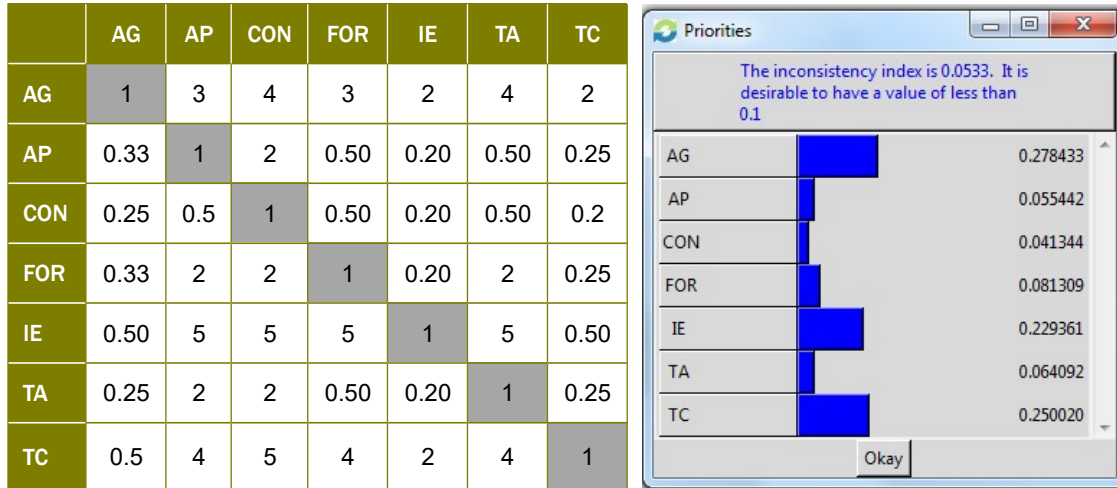 AG AP CON FOR IE TA TC
AG 1 3 4 3 2 4 2
AP 0.33 1 2 0.50 0.20 0.50 0.25
CON 0.25 0.5 1 0.50 0.20 0.50 0.2
FOR 0.33 2 2 1 0.20 2 0.25
IE 0.50 5 5 5 1 5 0.50
TA 0.25 2 2 0.50 0.20 1 0.25
TC 0.5 4 5 4 2 4 1
Priorities
The inconsistency index is 0.0533. It is
desirable to have a value of less than
0.1
AG 0.278433
AP 0.055442
CON 0.041344
FOR 0.081309
IE 0.229361
TA 0.064092
TC 0.250020
Okay